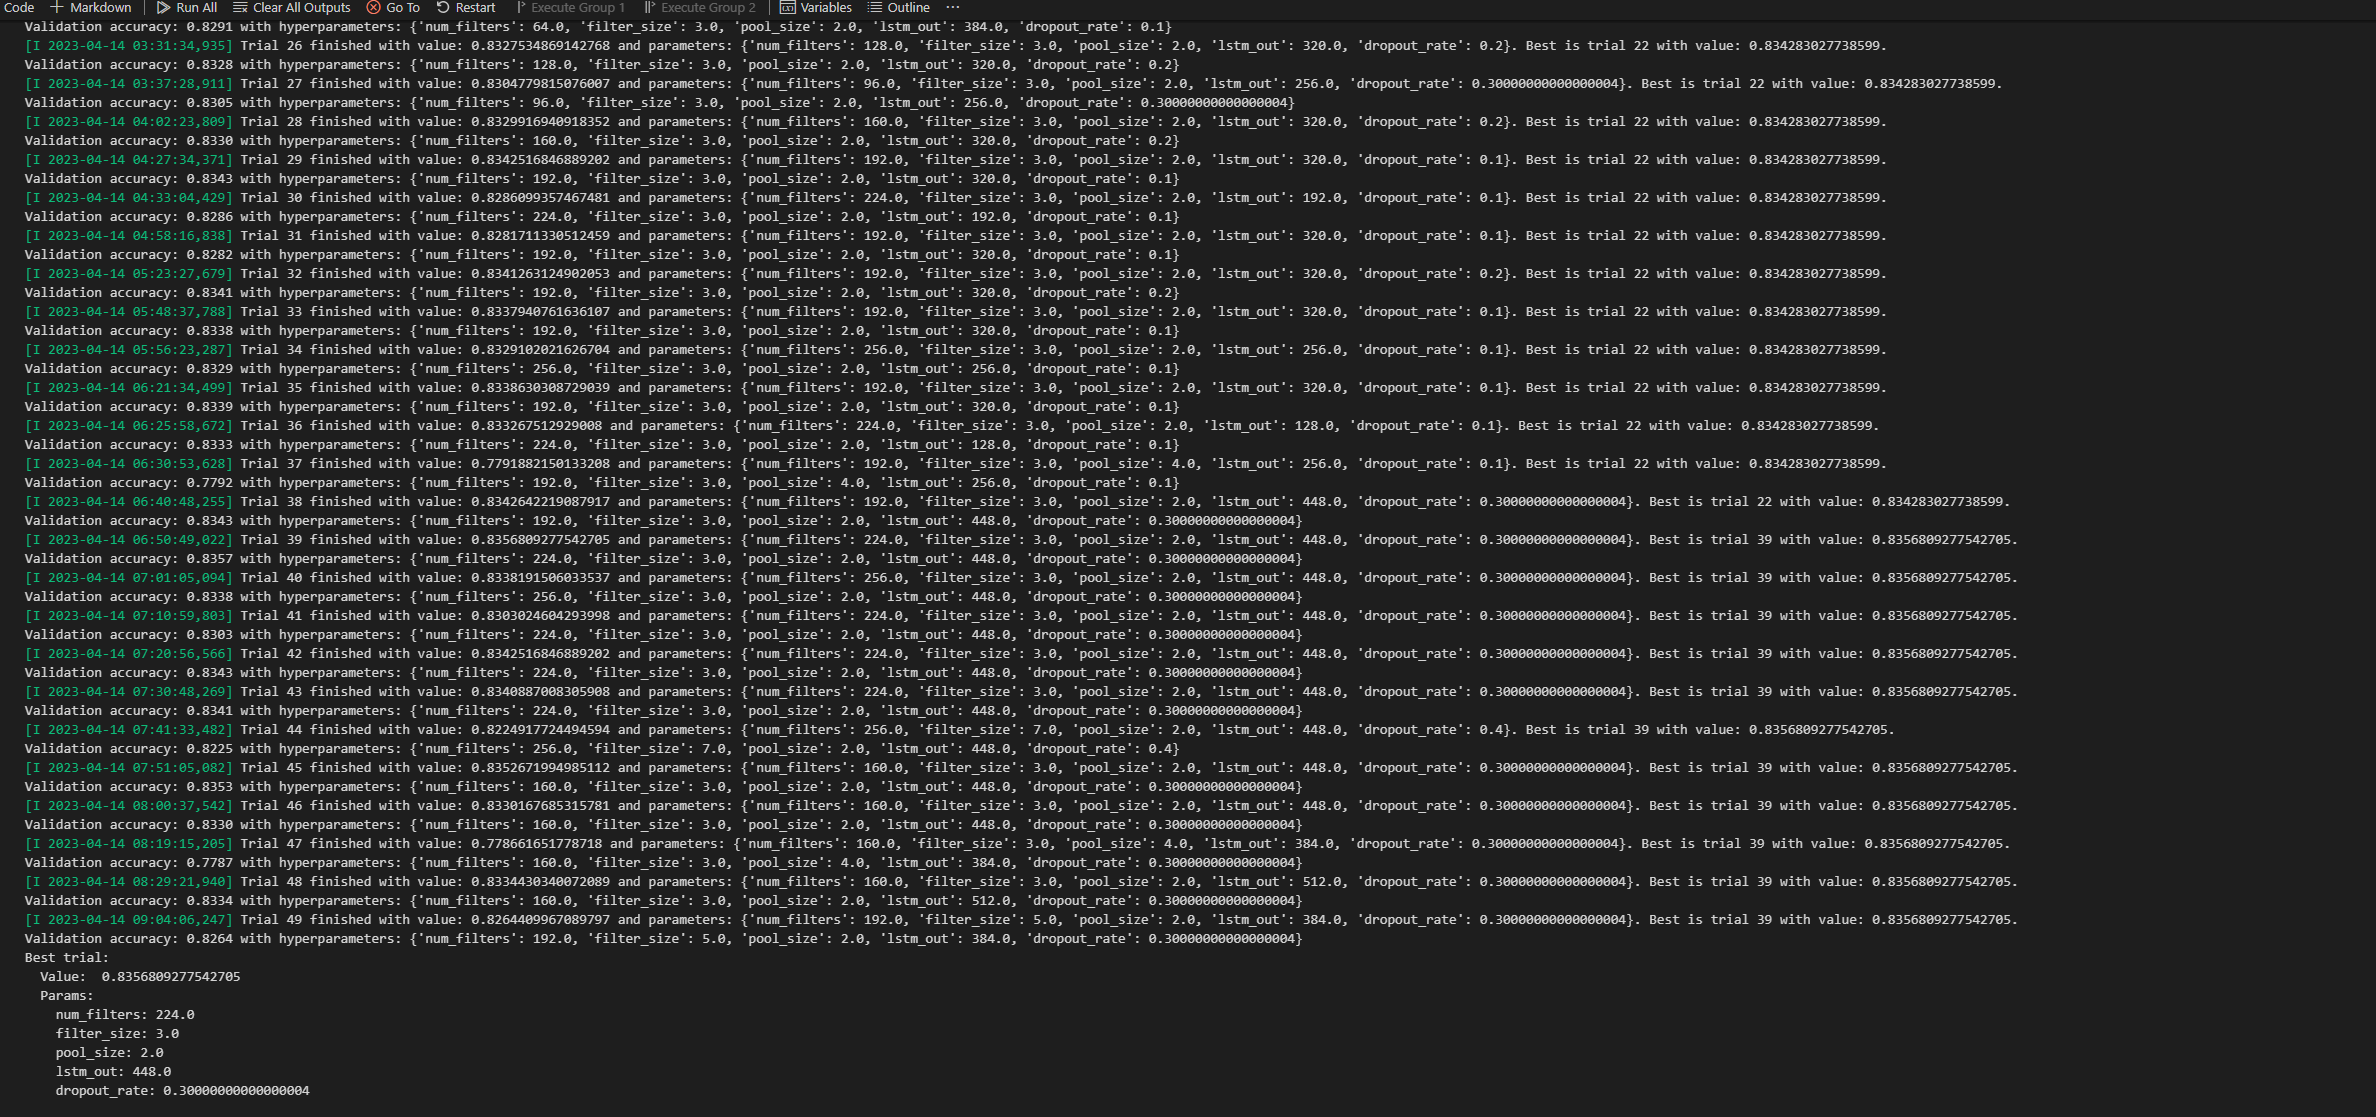 Code + Markdown Run All Clear All Outputs Go To Restart Execute Group 1 Execute Group 2 Variables Outline ···
Validation accuracy: 0.8291 with hyperparameters: {'num_filters': 64.0, 'filter_size': 3.0, 'pool_size': 2.0, 'lstm_out': 384.0, 'dropout_rate': 0.1}
[I 2023-04-14 03:31:34,935] Trial 26 finished with value: 0.8327534869142768 and parameters: {'num_filters': 128.0, 'filter_size': 3.0, 'pool_size': 2.0, 'lstm_out': 320.0, 'dropout_rate': 0.2}. Best is trial 22 with value: 0.834283027738599.
Validation accuracy: 0.8328 with hyperparameters: {'num_filters': 128.0, 'filter_size': 3.0, 'pool_size': 2.0, 'lstm_out': 320.0, 'dropout_rate': 0.2}
[I 2023-04-14 03:37:28,911] Trial 27 finished with value: 0.8304779815076007 and parameters: {'num_filters': 96.0, 'filter_size': 3.0, 'pool_size': 2.0, 'lstm_out': 256.0, 'dropout_rate': 0.30000000000000004}. Best is trial 22 with value: 0.834283027738599.
Validation accuracy: 0.8305 with hyperparameters: {'num_filters': 96.0, 'filter_size': 3.0, 'pool_size': 2.0, 'lstm_out': 256.0, 'dropout_rate': 0.30000000000000004}
[I 2023-04-14 04:02:23,809] Trial 28 finished with value: 0.8329916940918352 and parameters: {'num_filters': 160.0, 'filter_size': 3.0, 'pool_size': 2.0, 'lstm_out': 320.0, 'dropout_rate': 0.2}. Best is trial 22 with value: 0.834283027738599.
Validation accuracy: 0.8330 with hyperparameters: {'num_filters': 160.0, 'filter_size': 3.0, 'pool_size': 2.0, 'lstm_out': 320.0, 'dropout_rate': 0.2}
[I 2023-04-14 04:27:34,371] Trial 29 finished with value: 0.8342516846889202 and parameters: {'num_filters': 192.0, 'filter_size': 3.0, 'pool_size': 2.0, 'lstm_out': 320.0, 'dropout_rate': 0.1}. Best is trial 22 with value: 0.834283027738599.
Validation accuracy: 0.8343 with hyperparameters: {'num_filters': 192.0, 'filter_size': 3.0, 'pool_size': 2.0, 'lstm_out': 320.0, 'dropout_rate': 0.1}
[I 2023-04-14 04:33:04,429] Trial 30 finished with value: 0.8286099357467481 and parameters: {'num_filters': 224.0, 'filter_size': 3.0, 'pool_size': 2.0, 'lstm_out': 192.0, 'dropout_rate': 0.1}. Best is trial 22 with value: 0.834283027738599.
Validation accuracy: 0.8286 with hyperparameters: {'num_filters': 224.0, 'filter_size': 3.0, 'pool_size': 2.0, 'lstm_out': 192.0, 'dropout_rate': 0.1}
[I 2023-04-14 04:58:16,838] Trial 31 finished with value: 0.8281711330512459 and parameters: {'num_filters': 192.0, 'filter_size': 3.0, 'pool_size': 2.0, 'lstm_out': 320.0, 'dropout_rate': 0.1}. Best is trial 22 with value: 0.834283027738599.
Validation accuracy: 0.8282 with hyperparameters: {'num_filters': 192.0, 'filter_size': 3.0, 'pool_size': 2.0, 'lstm_out': 320.0, 'dropout_rate': 0.1}
[I 2023-04-14 05:23:27,679] Trial 32 finished with value: 0.8341263124902053 and parameters: {'num_filters': 192.0, 'filter_size': 3.0, 'pool_size': 2.0, 'lstm_out': 320.0, 'dropout_rate': 0.2}. Best is trial 22 with value: 0.834283027738599.
Validation accuracy: 0.8341 with hyperparameters: {'num_filters': 192.0, 'filter_size': 3.0, 'pool_size': 2.0, 'lstm_out': 320.0, 'dropout_rate': 0.2}
[I 2023-04-14 05:48:37,788] Trial 33 finished with value: 0.8337940761636107 and parameters: {'num_filters': 192.0, 'filter_size': 3.0, 'pool_size': 2.0, 'lstm_out': 320.0, 'dropout_rate': 0.1}. Best is trial 22 with value: 0.834283027738599.
Validation accuracy: 0.8338 with hyperparameters: {'num_filters': 192.0, 'filter_size': 3.0, 'pool_size': 2.0, 'lstm_out': 320.0, 'dropout_rate': 0.1}
[I 2023-04-14 05:56:23,287] Trial 34 finished with value: 0.8329102021626704 and parameters: {'num_filters': 256.0, 'filter_size': 3.0, 'pool_size': 2.0, 'lstm_out': 256.0, 'dropout_rate': 0.1}. Best is trial 22 with value: 0.834283027738599.
Validation accuracy: 0.8329 with hyperparameters: {'num_filters': 256.0, 'filter_size': 3.0, 'pool_size': 2.0, 'lstm_out': 256.0, 'dropout_rate': 0.1}
[I 2023-04-14 06:21:34,499] Trial 35 finished with value: 0.8338630308729039 and parameters: {'num_filters': 192.0, 'filter_size': 3.0, 'pool_size': 2.0, 'lstm_out': 320.0, 'dropout_rate': 0.1}. Best is trial 22 with value: 0.834283027738599.
Validation accuracy: 0.8339 with hyperparameters: {'num_filters': 192.0, 'filter_size': 3.0, 'pool_size': 2.0, 'lstm_out': 320.0, 'dropout_rate': 0.1}
[I 2023-04-14 06:25:58,672] Trial 36 finished with value: 0.833267512929008 and parameters: {'num_filters': 224.0, 'filter_size': 3.0, 'pool_size': 2.0, 'lstm_out': 128.0, 'dropout_rate': 0.1}. Best is trial 22 with value: 0.834283027738599.
Validation accuracy: 0.8333 with hyperparameters: {'num_filters': 224.0, 'filter_size': 3.0, 'pool_size': 2.0, 'lstm_out': 128.0, 'dropout_rate': 0.1}
[I 2023-04-14 06:30:53,628] Trial 37 finished with value: 0.7791882150133208 and parameters: {'num_filters': 192.0, 'filter_size': 3.0, 'pool_size': 4.0, 'lstm_out': 256.0, 'dropout_rate': 0.1}. Best is trial 22 with value: 0.834283027738599.
Validation accuracy: 0.7792 with hyperparameters: {'num_filters': 192.0, 'filter_size': 3.0, 'pool_size': 4.0, 'lstm_out': 256.0, 'dropout_rate': 0.1}
[I 2023-04-14 06:40:48,255] Trial 38 finished with value: 0.8342642219087917 and parameters: {'num_filters': 192.0, 'filter_size': 3.0, 'pool_size': 2.0, 'lstm_out': 448.0, 'dropout_rate': 0.30000000000000004}. Best is trial 22 with value: 0.834283027738599.
Validation accuracy: 0.8343 with hyperparameters: {'num_filters': 192.0, 'filter_size': 3.0, 'pool_size': 2.0, 'lstm_out': 448.0, 'dropout_rate': 0.30000000000000004}
[I 2023-04-14 06:50:49,022] Trial 39 finished with value: 0.8356809277542705 and parameters: {'num_filters': 224.0, 'filter_size': 3.0, 'pool_size': 2.0, 'lstm_out': 448.0, 'dropout_rate': 0.30000000000000004}. Best is trial 39 with value: 0.8356809277542705.
Validation accuracy: 0.8357 with hyperparameters: {'num_filters': 224.0, 'filter_size': 3.0, 'pool_size': 2.0, 'lstm_out': 448.0, 'dropout_rate': 0.30000000000000004}
[I 2023-04-14 07:01:05,094] Trial 40 finished with value: 0.8338191506033537 and parameters: {'num_filters': 256.0, 'filter_size': 3.0, 'pool_size': 2.0, 'lstm_out': 448.0, 'dropout_rate': 0.30000000000000004}. Best is trial 39 with value: 0.8356809277542705.
Validation accuracy: 0.8338 with hyperparameters: {'num_filters': 256.0, 'filter_size': 3.0, 'pool_size': 2.0, 'lstm_out': 448.0, 'dropout_rate': 0.30000000000000004}
[I 2023-04-14 07:10:59,803] Trial 41 finished with value: 0.8303024604293998 and parameters: {'num_filters': 224.0, 'filter_size': 3.0, 'pool_size': 2.0, 'lstm_out': 448.0, 'dropout_rate': 0.30000000000000004}. Best is trial 39 with value: 0.8356809277542705.
Validation accuracy: 0.8303 with hyperparameters: {'num_filters': 224.0, 'filter_size': 3.0, 'pool_size': 2.0, 'lstm_out': 448.0, 'dropout_rate': 0.30000000000000004}
[I 2023-04-14 07:20:56,566] Trial 42 finished with value: 0.8342516846889202 and parameters: {'num_filters': 224.0, 'filter_size': 3.0, 'pool_size': 2.0, 'lstm_out': 448.0, 'dropout_rate': 0.30000000000000004}. Best is trial 39 with value: 0.8356809277542705.
Validation accuracy: 0.8343 with hyperparameters: {'num_filters': 224.0, 'filter_size': 3.0, 'pool_size': 2.0, 'lstm_out': 448.0, 'dropout_rate': 0.30000000000000004}
[I 2023-04-14 07:30:48,269] Trial 43 finished with value: 0.8340887008305908 and parameters: {'num_filters': 224.0, 'filter_size': 3.0, 'pool_size': 2.0, 'lstm_out': 448.0, 'dropout_rate': 0.30000000000000004}. Best is trial 39 with value: 0.8356809277542705.
Validation accuracy: 0.8341 with hyperparameters: {'num_filters': 224.0, 'filter_size': 3.0, 'pool_size': 2.0, 'lstm_out': 448.0, 'dropout_rate': 0.30000000000000004}
[I 2023-04-14 07:41:33,482] Trial 44 finished with value: 0.8224917724494594 and parameters: {'num_filters': 256.0, 'filter_size': 7.0, 'pool_size': 2.0, 'lstm_out': 448.0, 'dropout_rate': 0.4}. Best is trial 39 with value: 0.8356809277542705.
Validation accuracy: 0.8225 with hyperparameters: {'num_filters': 256.0, 'filter_size': 7.0, 'pool_size': 2.0, 'lstm_out': 448.0, 'dropout_rate': 0.4}
[I 2023-04-14 07:51:05,082] Trial 45 finished with value: 0.8352671994985112 and parameters: {'num_filters': 160.0, 'filter_size': 3.0, 'pool_size': 2.0, 'lstm_out': 448.0, 'dropout_rate': 0.30000000000000004}. Best is trial 39 with value: 0.8356809277542705.
Validation accuracy: 0.8353 with hyperparameters: {'num_filters': 160.0, 'filter_size': 3.0, 'pool_size': 2.0, 'lstm_out': 448.0, 'dropout_rate': 0.30000000000000004}
[I 2023-04-14 08:00:37,542] Trial 46 finished with value: 0.8330167685315781 and parameters: {'num_filters': 160.0, 'filter_size': 3.0, 'pool_size': 2.0, 'lstm_out': 448.0, 'dropout_rate': 0.30000000000000004}. Best is trial 39 with value: 0.8356809277542705.
Validation accuracy: 0.8330 with hyperparameters: {'num_filters': 160.0, 'filter_size': 3.0, 'pool_size': 2.0, 'lstm_out': 448.0, 'dropout_rate': 0.30000000000000004}
[I 2023-04-14 08:19:15,205] Trial 47 finished with value: 0.778661651778718 and parameters: {'num_filters': 160.0, 'filter_size': 3.0, 'pool_size': 4.0, 'lstm_out': 384.0, 'dropout_rate': 0.30000000000000004}. Best is trial 39 with value: 0.8356809277542705.
Validation accuracy: 0.7787 with hyperparameters: {'num_filters': 160.0, 'filter_size': 3.0, 'pool_size': 4.0, 'lstm_out': 384.0, 'dropout_rate': 0.30000000000000004}
[I 2023-04-14 08:29:21,940] Trial 48 finished with value: 0.8334430340072089 and parameters: {'num_filters': 160.0, 'filter_size': 3.0, 'pool_size': 2.0, 'lstm_out': 512.0, 'dropout_rate': 0.30000000000000004}. Best is trial 39 with value: 0.8356809277542705.
Validation accuracy: 0.8334 with hyperparameters: {'num_filters': 160.0, 'filter_size': 3.0, 'pool_size': 2.0, 'lstm_out': 512.0, 'dropout_rate': 0.30000000000000004}
[I 2023-04-14 09:04:06,247] Trial 49 finished with value: 0.8264409967089797 and parameters: {'num_filters': 192.0, 'filter_size': 5.0, 'pool_size': 2.0, 'lstm_out': 384.0, 'dropout_rate': 0.30000000000000004}. Best is trial 39 with value: 0.8356809277542705.
Validation accuracy: 0.8264 with hyperparameters: {'num_filters': 192.0, 'filter_size': 5.0, 'pool_size': 2.0, 'lstm_out': 384.0, 'dropout_rate': 0.30000000000000004}
Best trial:
Value: 0.8356809277542705
Params:
num_filters: 224.0
filter_size: 3.0
pool_size: 2.0
lstm_out: 448.0
dropout_rate: 0.30000000000000004